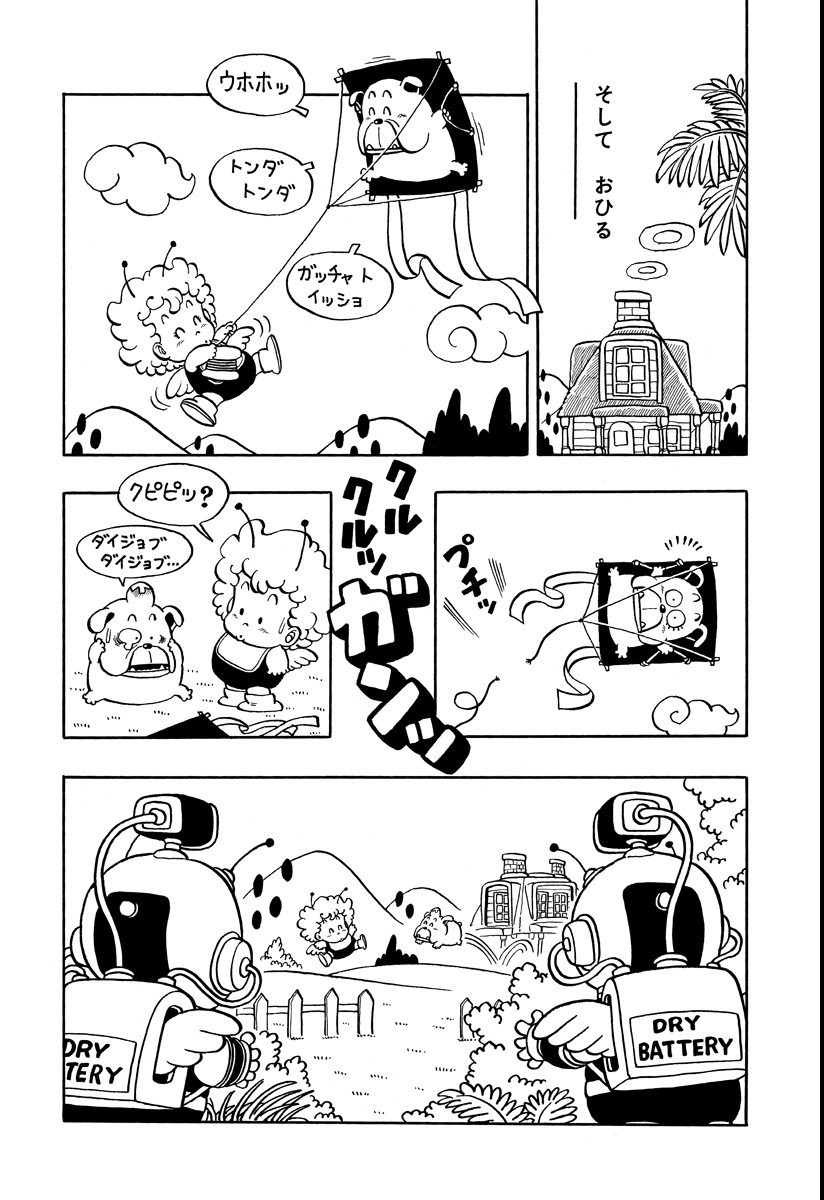 そして おひる
ウホホッ
トンダ
トンダ
ガッチャト
イッショ
プチッ
クルクルッ
ガンッ
クピピッ?
ダイジョブ
ダイジョブ…
DRY
BATTERY
DRY
TERY